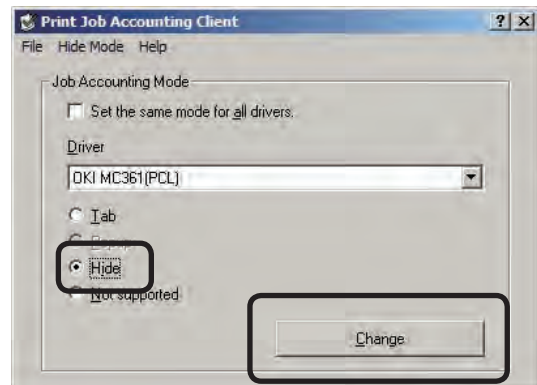 Print Job Accounting Client
File Hide Mode Help
Job Accounting Mode
Set the same mode for all drivers.
Driver
OKI MC361(PCL)
Tab
Popup
Hide
Not supported
Change